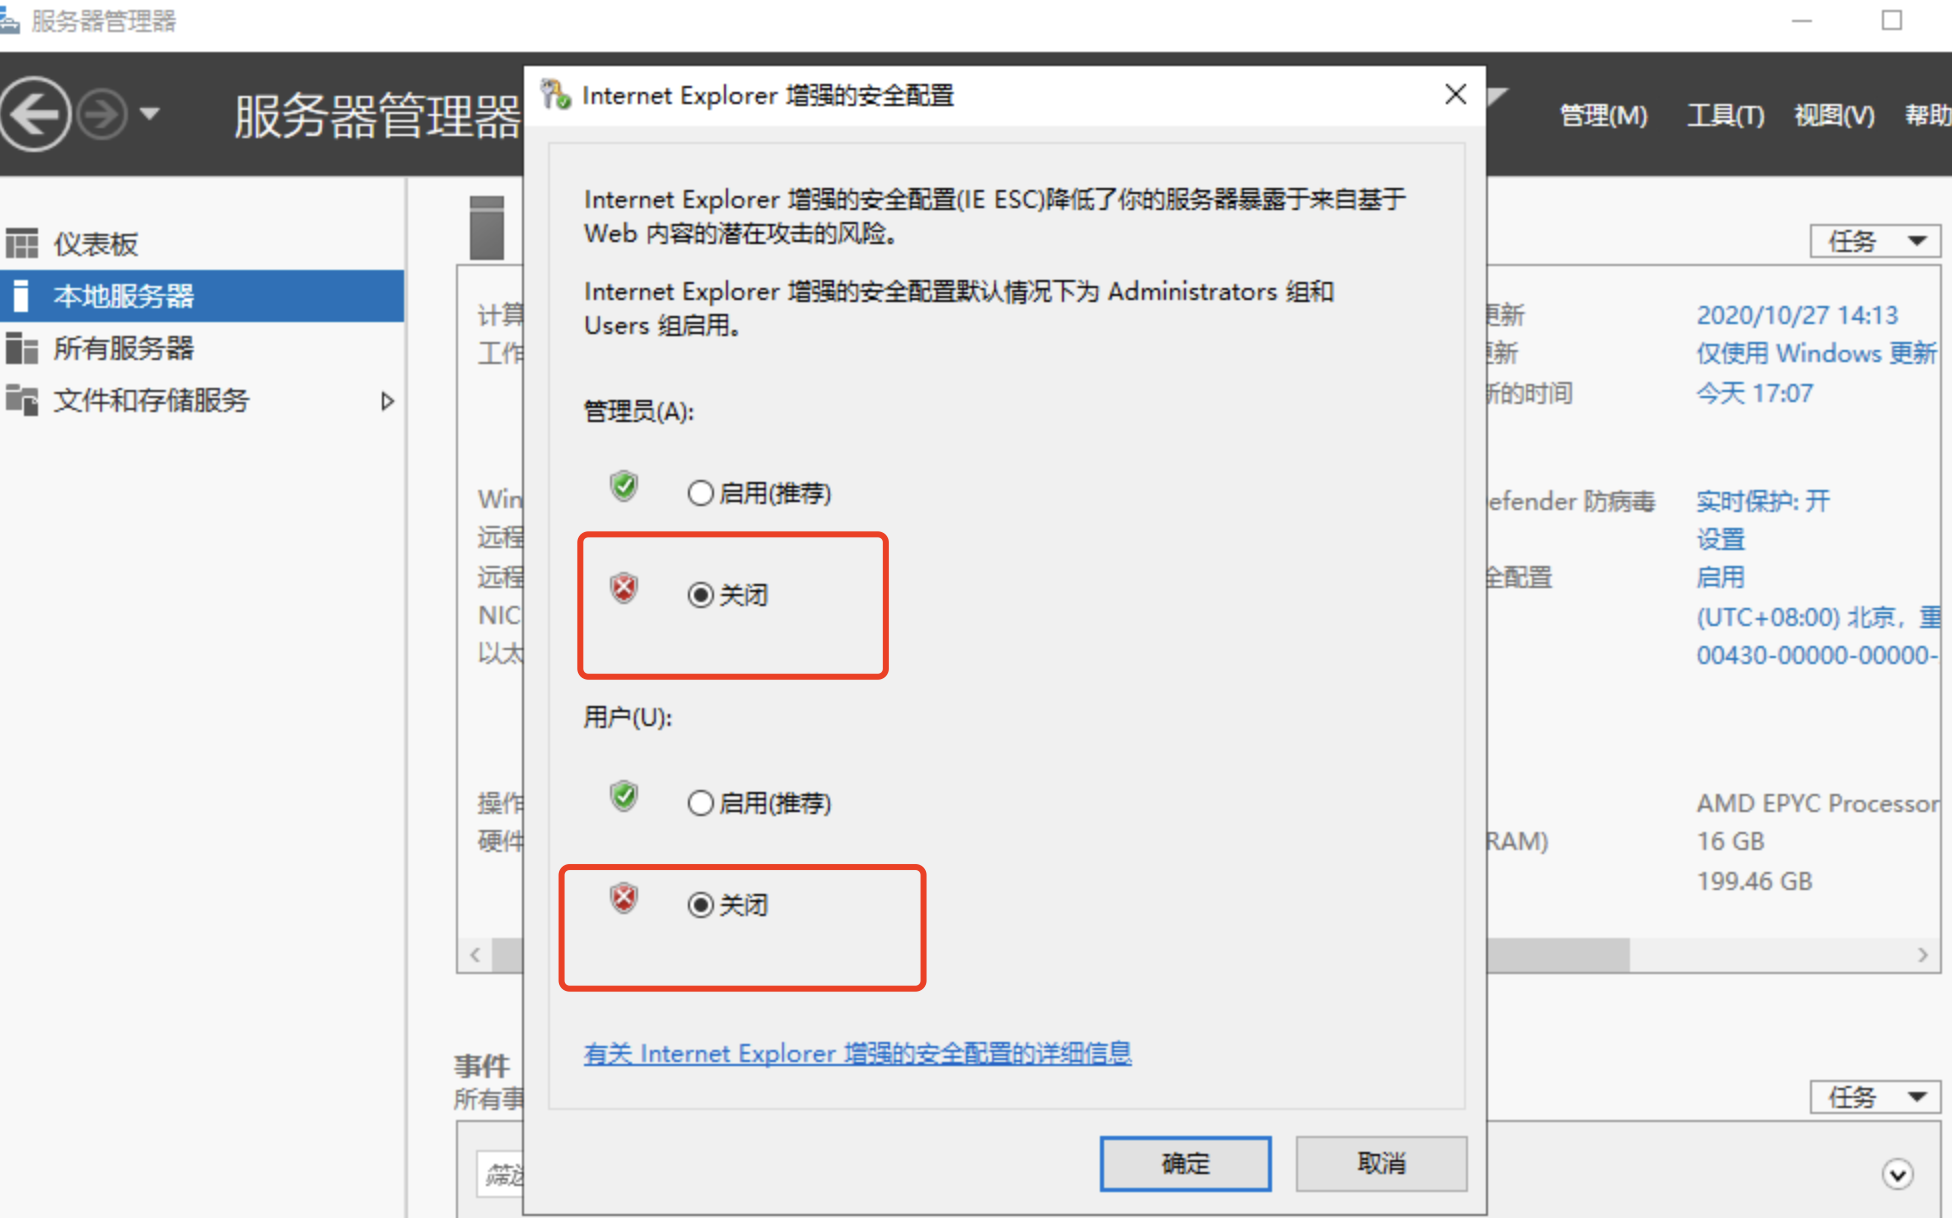 服务器管理器
服务器管理器
管理(M) 工具(T) 视图(V) 帮助
仪表板
本地服务器
所有服务器
文件和存储服务
Internet Explorer 增强的安全配置
Internet Explorer 增强的安全配置(IE ESC)降低了你的服务器暴露于来自基于
Web 内容的潜在攻击的风险。
Internet Explorer 增强的安全配置默认情况下为 Administrators 组和
Users 组启用。
管理员(A):
启用(推荐)
关闭
用户(U):
启用(推荐)
关闭
有关 Internet Explorer 增强的安全配置的详细信息
确定 取消
计算
工作
Win
远程
远程
NIC
以太
操作
硬件
任务
更新 2020/10/27 14:13
更新 仅使用 Windows 更新
新的时间 今天 17:07
efender 防病毒 实时保护: 开
设置
全配置 启用
(UTC+08:00) 北京，重
00430-00000-00000-
AMD EPYC Processor
RAM) 16 GB
199.46 GB
事件
所有事
任务
筛选